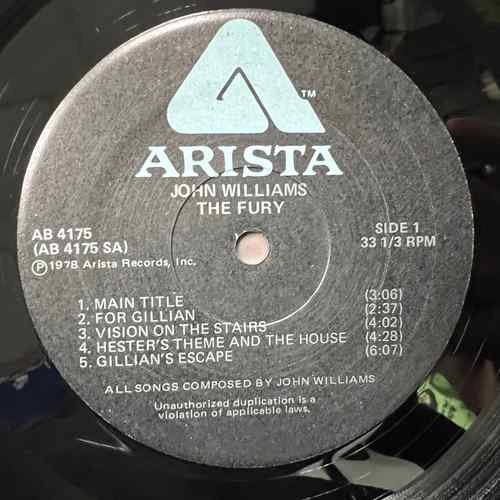 TM
ARISTA
JOHN WILLIAMS
THE FURY
AB 4175
(AB 4175 SA)
Ⓟ1978 Arista Records, Inc.
SIDE 1
33 1/3 RPM
1. MAIN TITLE (3:06)
2. FOR GILLIAN (2:37)
3. VISION ON THE STAIRS (4:02)
4. HESTER'S THEME AND THE HOUSE (4:28)
5. GILLIAN'S ESCAPE (6:07)
ALL SONGS COMPOSED BY JOHN WILLIAMS
Unauthorized duplication is a
violation of applicable laws.